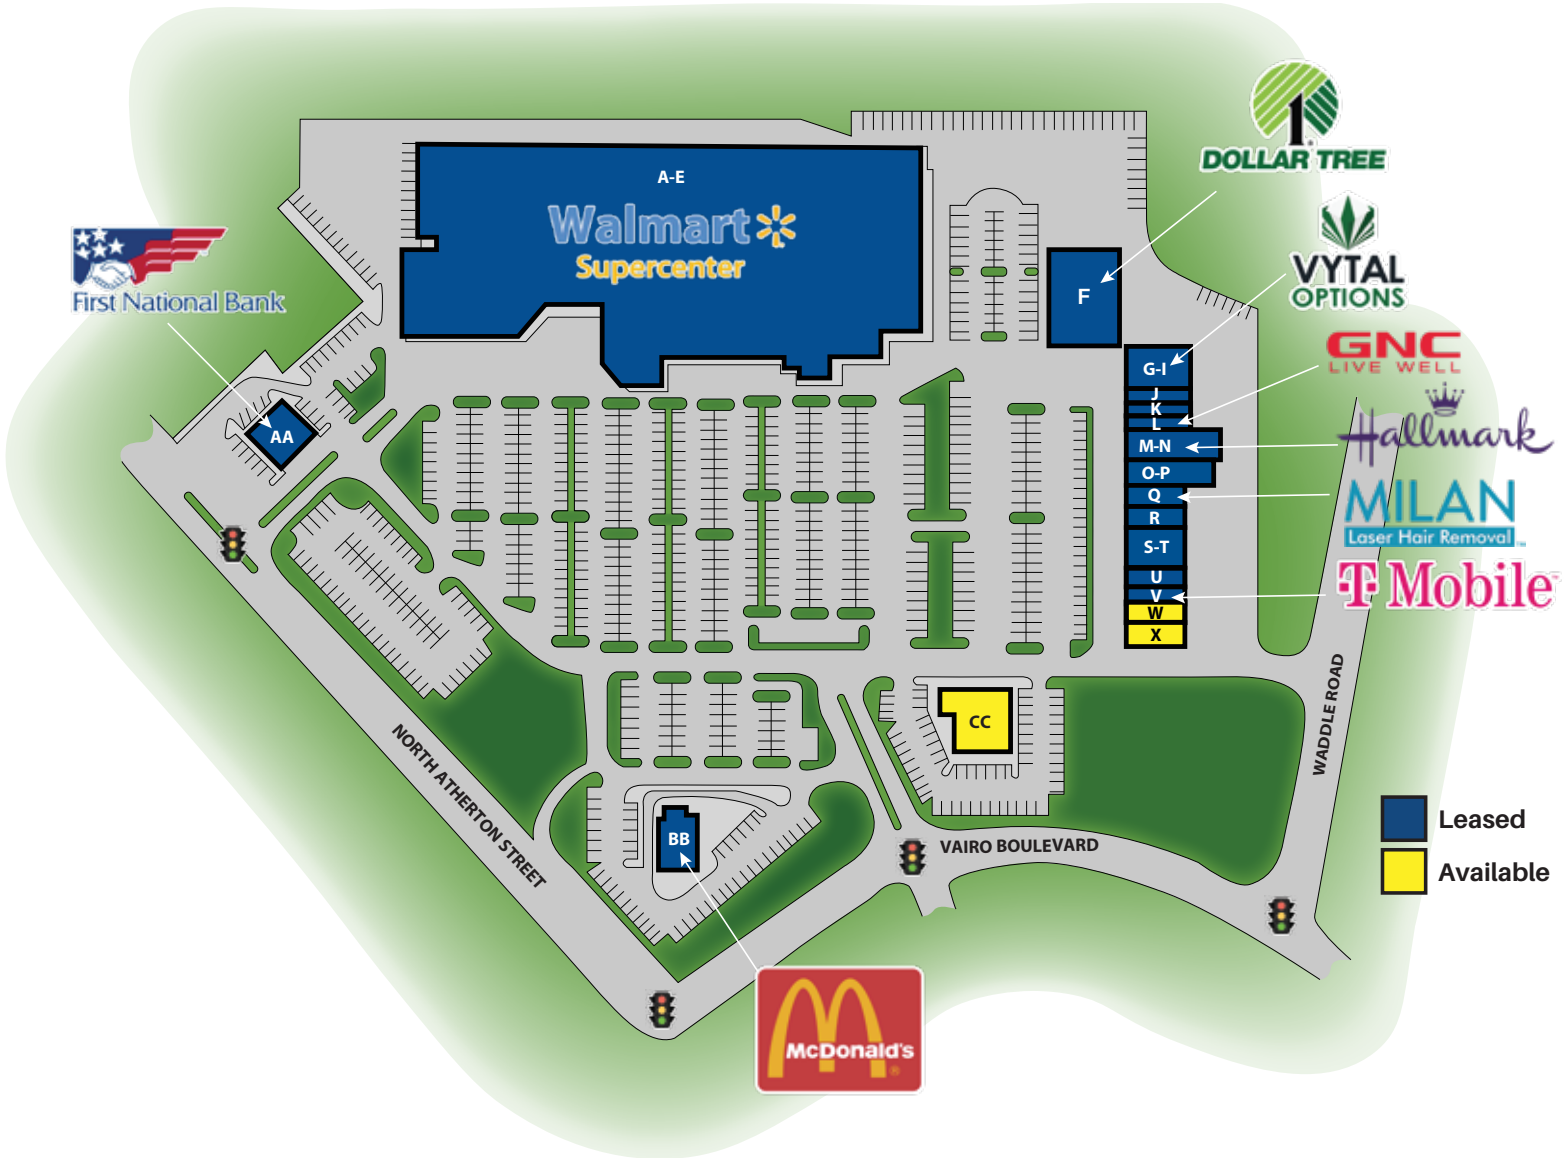 1
DOLLAR TREE
A-E
Walmart
Supercenter
VYTAL
OPTIONS
First National Bank
F
GNC
LIVE WELL
G-I
J
K
L
Hallmark
AA
M-N
O-P
Q
MILAN
Laser Hair Removal
R
S-T
U
V
T Mobile
W
X
CC
WADDLE ROAD
NORTH ATHERTON STREET
BB
VAIRO BOULEVARD
Leased
Available
McDonald's
®